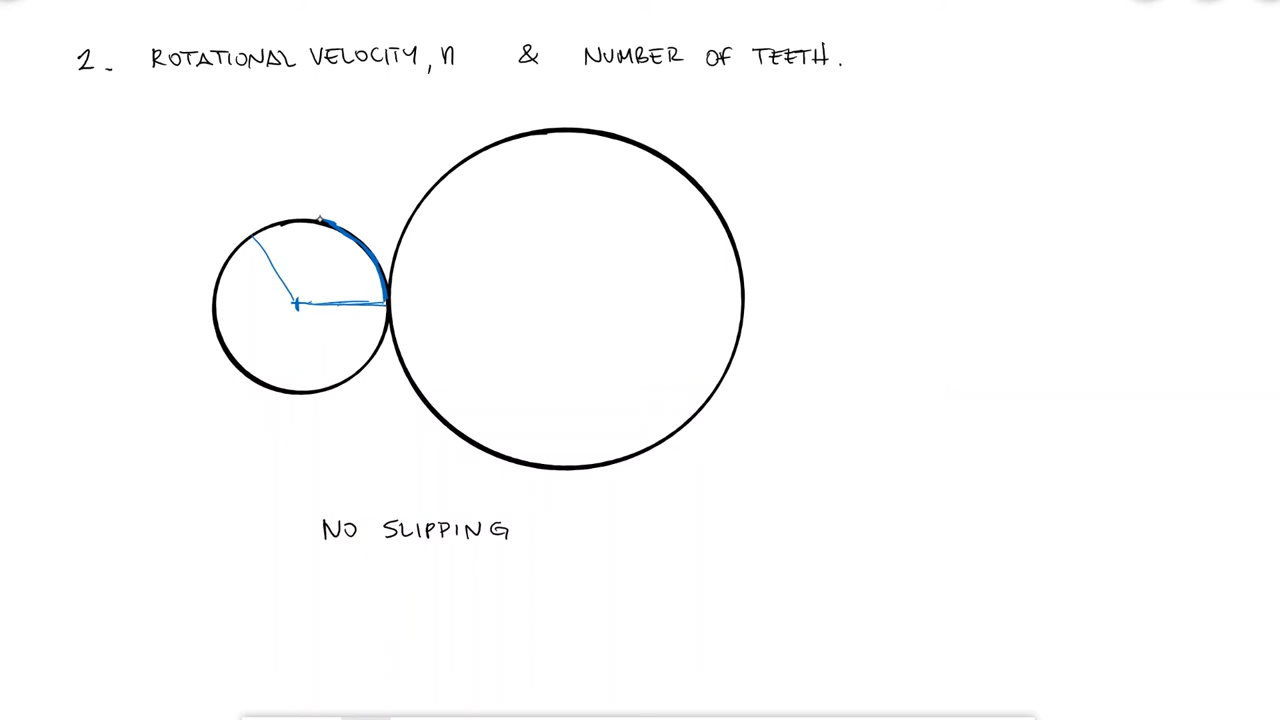 2. ROTATIONAL VELOCITY, n & NUMBER OF TEETH.
NO SLIPPING